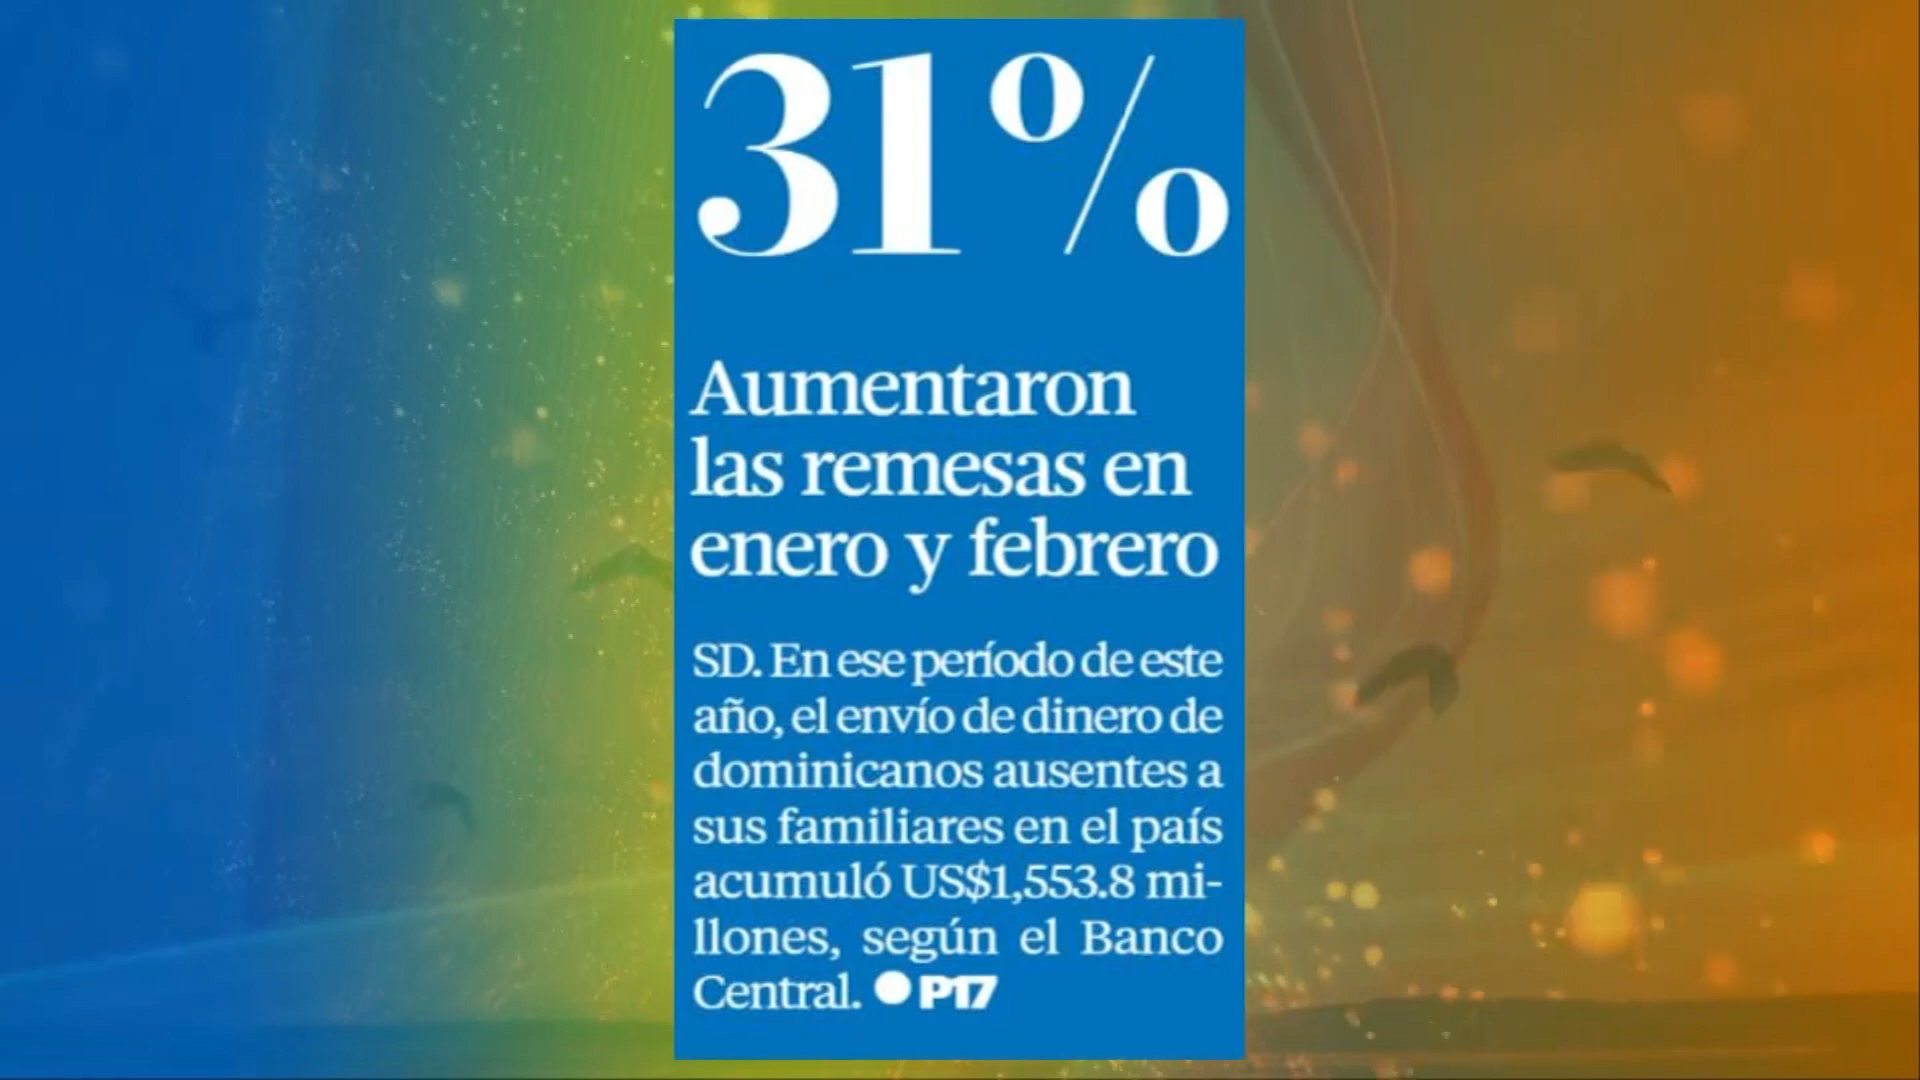 31%
Aumentaron
las remesas en
enero y febrero
SD. En ese período de este
año, el envío de dinero de
dominicanos ausentes a
sus familiares en el país
acumuló US$1,553.8 mi-
llones, según el Banco
Central. ●P17